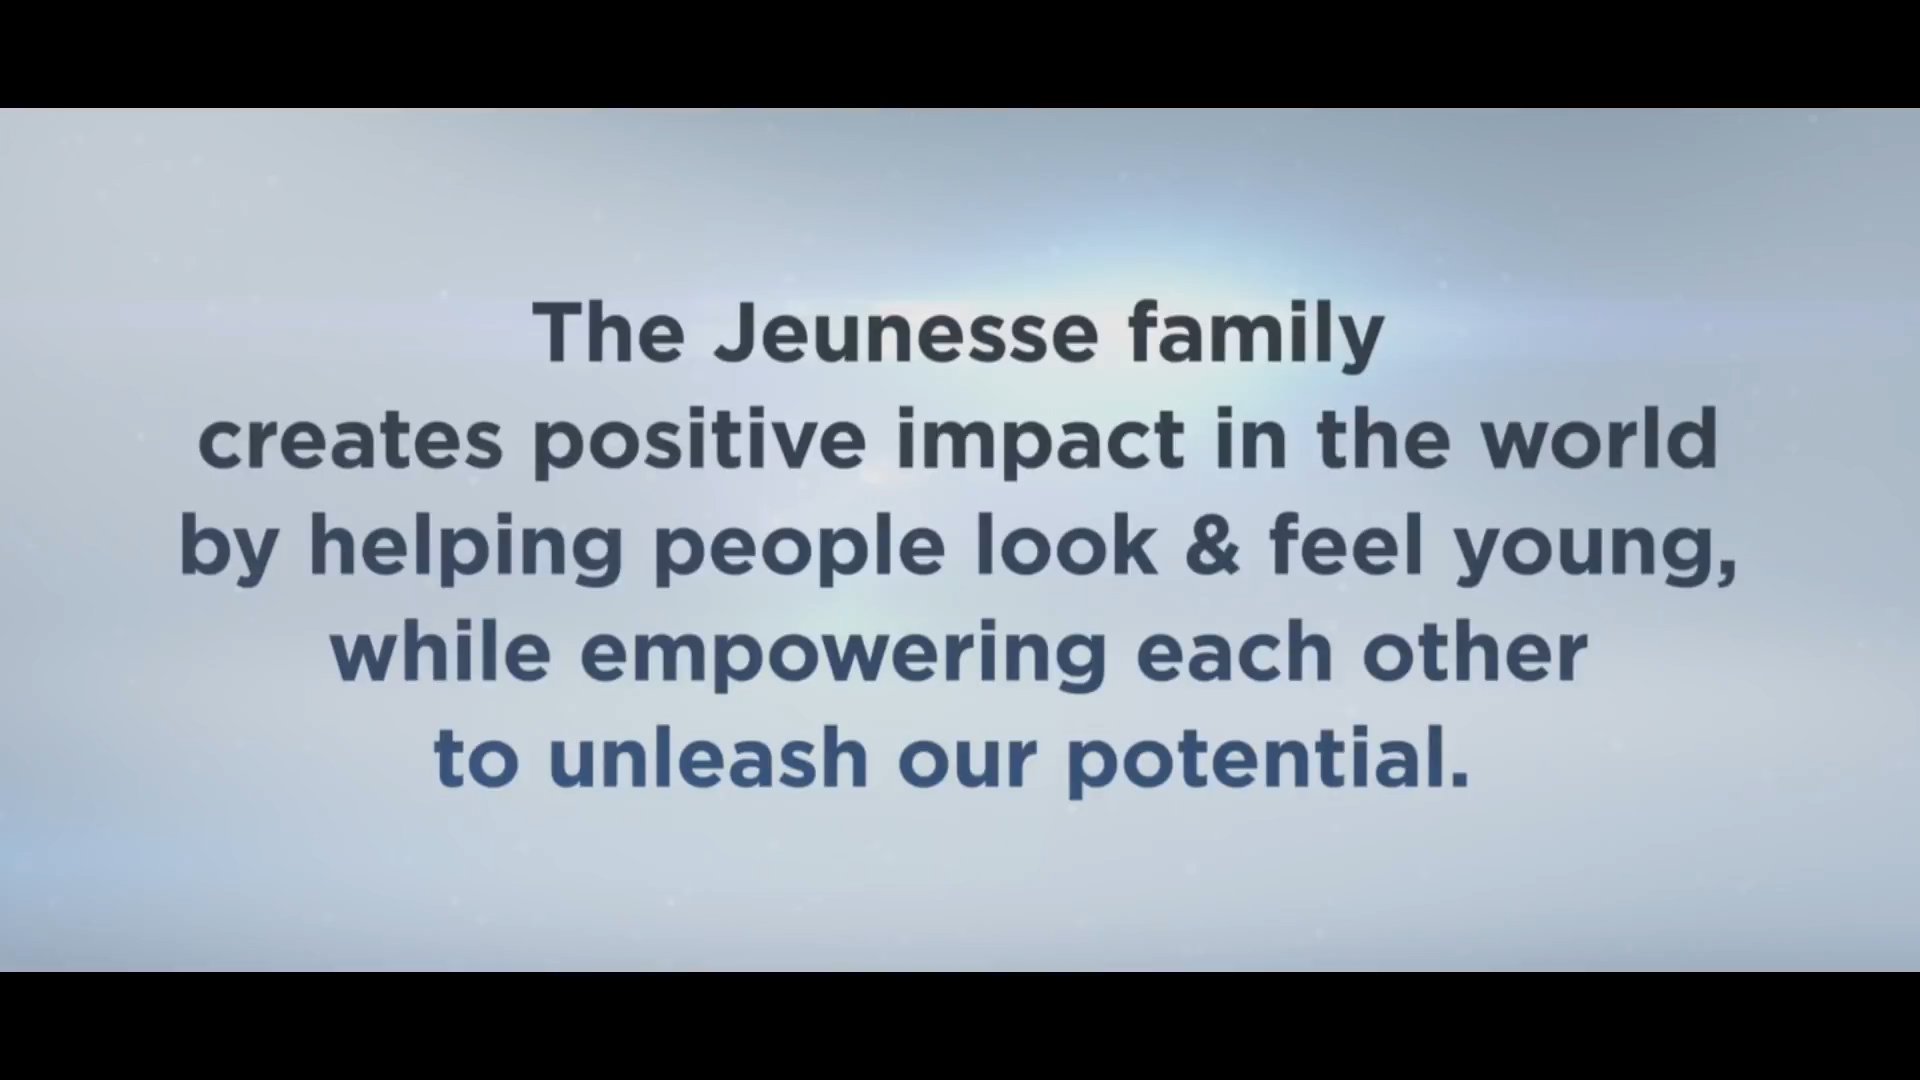 The Jeunesse family
creates positive impact in the world
by helping people look & feel young,
while empowering each other
to unleash our potential.